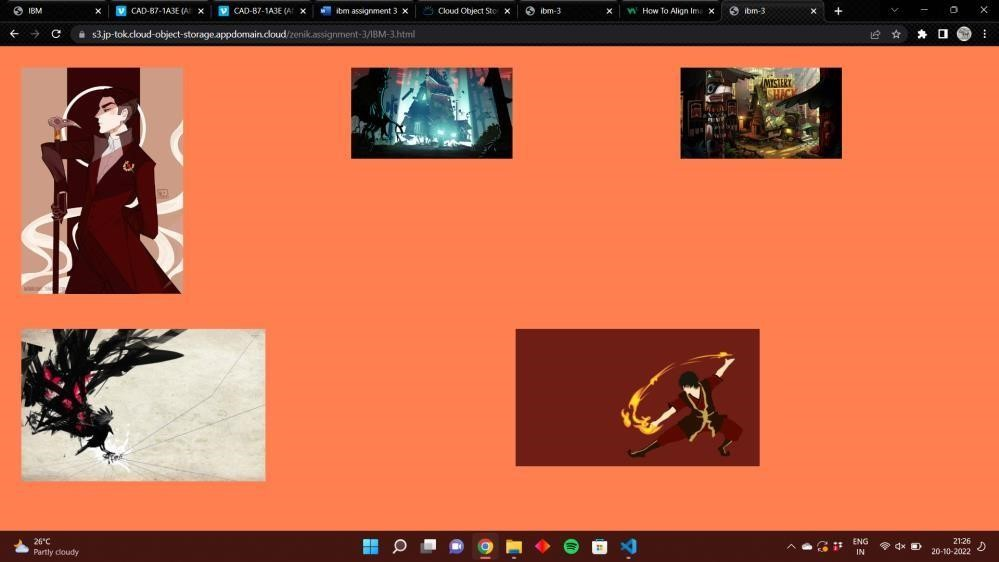 IBM
CAD-B7-1A3E (A
CAD-B7-1A3E (A
ibm assignment 3
Cloud Object Sto
ibm-3
How To Align Ima
ibm-3
s3.jp-tok.cloud-object-storage.appdomain.cloud/zenik.assignment-3/IBM-3.html
MYSTERY
HACK
26°C
Partly cloudy
ENG
IN
21:26
20-10-2022